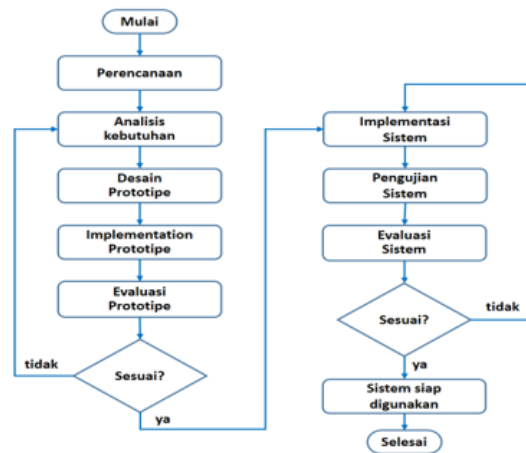 Mulai
Perencanaan
Analisis
kebutuhan
Desain
Prototipe
Implementation
Prototipe
Evaluasi
Prototipe
Sesuai?
tidak
ya
Implementasi
Sistem
Pengujian
Sistem
Evaluasi
Sistem
Sesuai?
tidak
ya
Sistem siap
digunakan
Selesai